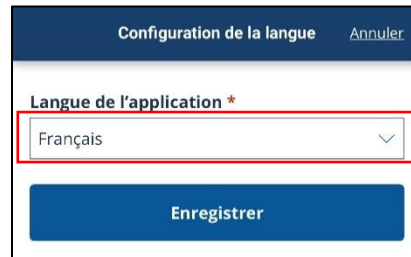 Configuration de la langue Annuler
Langue de l’application *
Français
Enregistrer